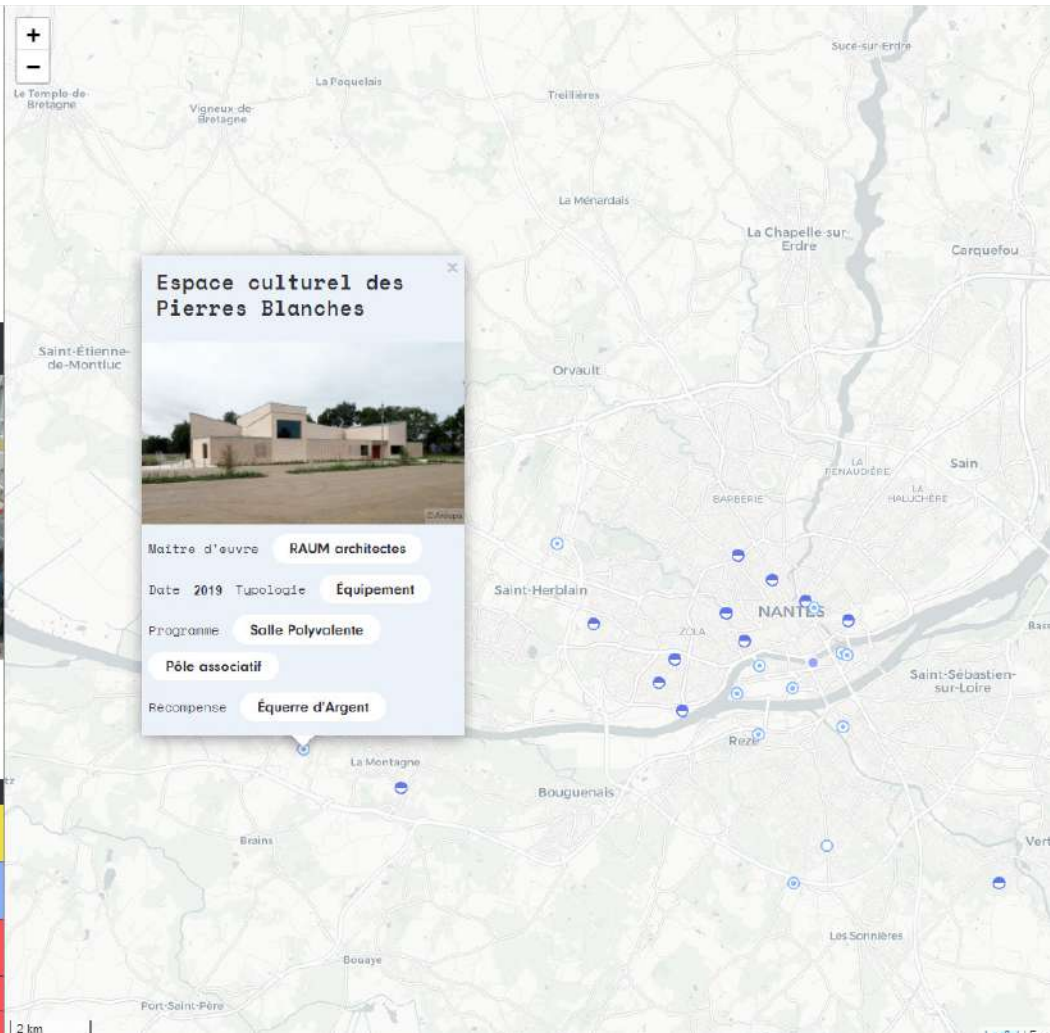 +
−
Sucé-sur-Erdre
Le Temple-de-
Bretagne
La Paquelais
Vigneux-de-
Bretagne
Treillières
La Ménardais
La Chapelle-sur-
Erdre
Carquefou
Espace culturel des
Pierres Blanches
×
Saint-Étienne-
de-Montluc
Orvault
LA
PENAUDIÈRE
Sain
LA
HALUCHÈRE
BARBERIE
Maître d'euvre RAUM architectes
Date 2019 Typologie Équipement
Saint-Herblain
NANTES
Programme Salle Polyvalente
ZOLA
Pôle associatif
Saint-Sébastien-
sur-Loire
Récompense Équerre d'Argent
Rezé
La Montagne
Bouguenais
Brains
Vert
Les Sorinières
Bouaye
Port-Saint-Père
2 km